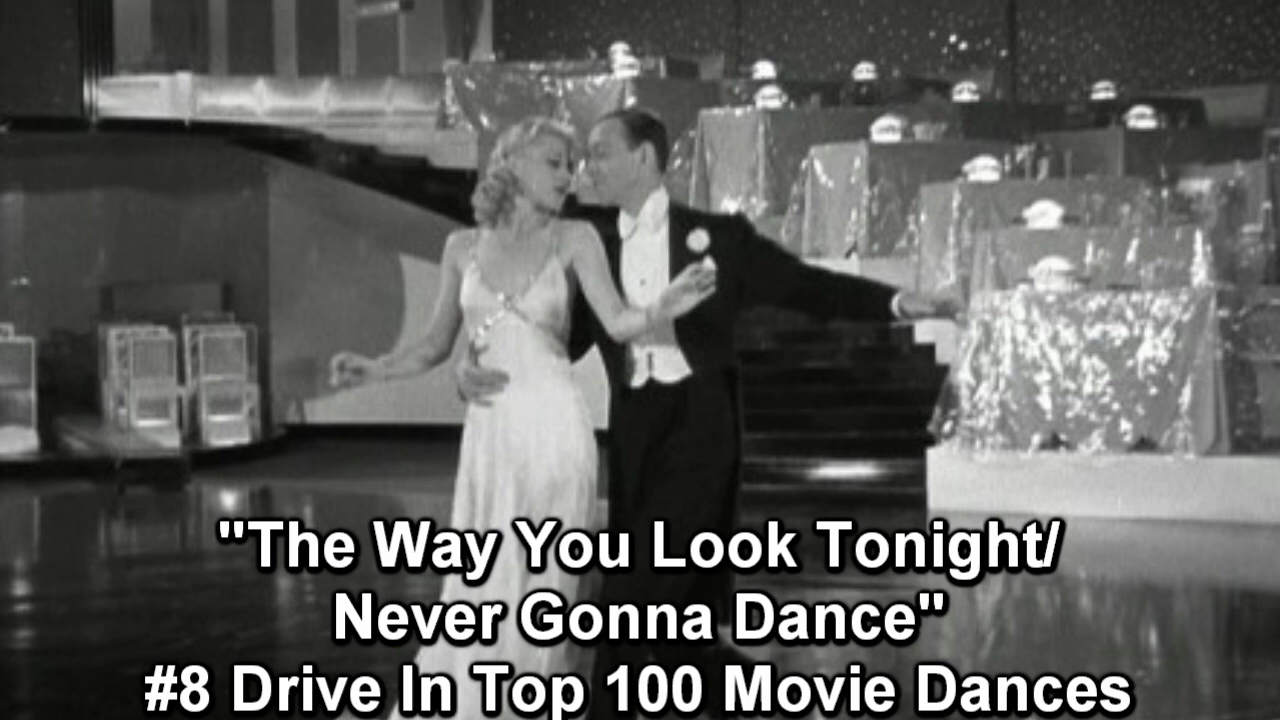 "The Way You Look Tonight/
Never Gonna Dance"
#8 Drive In Top 100 Movie Dances